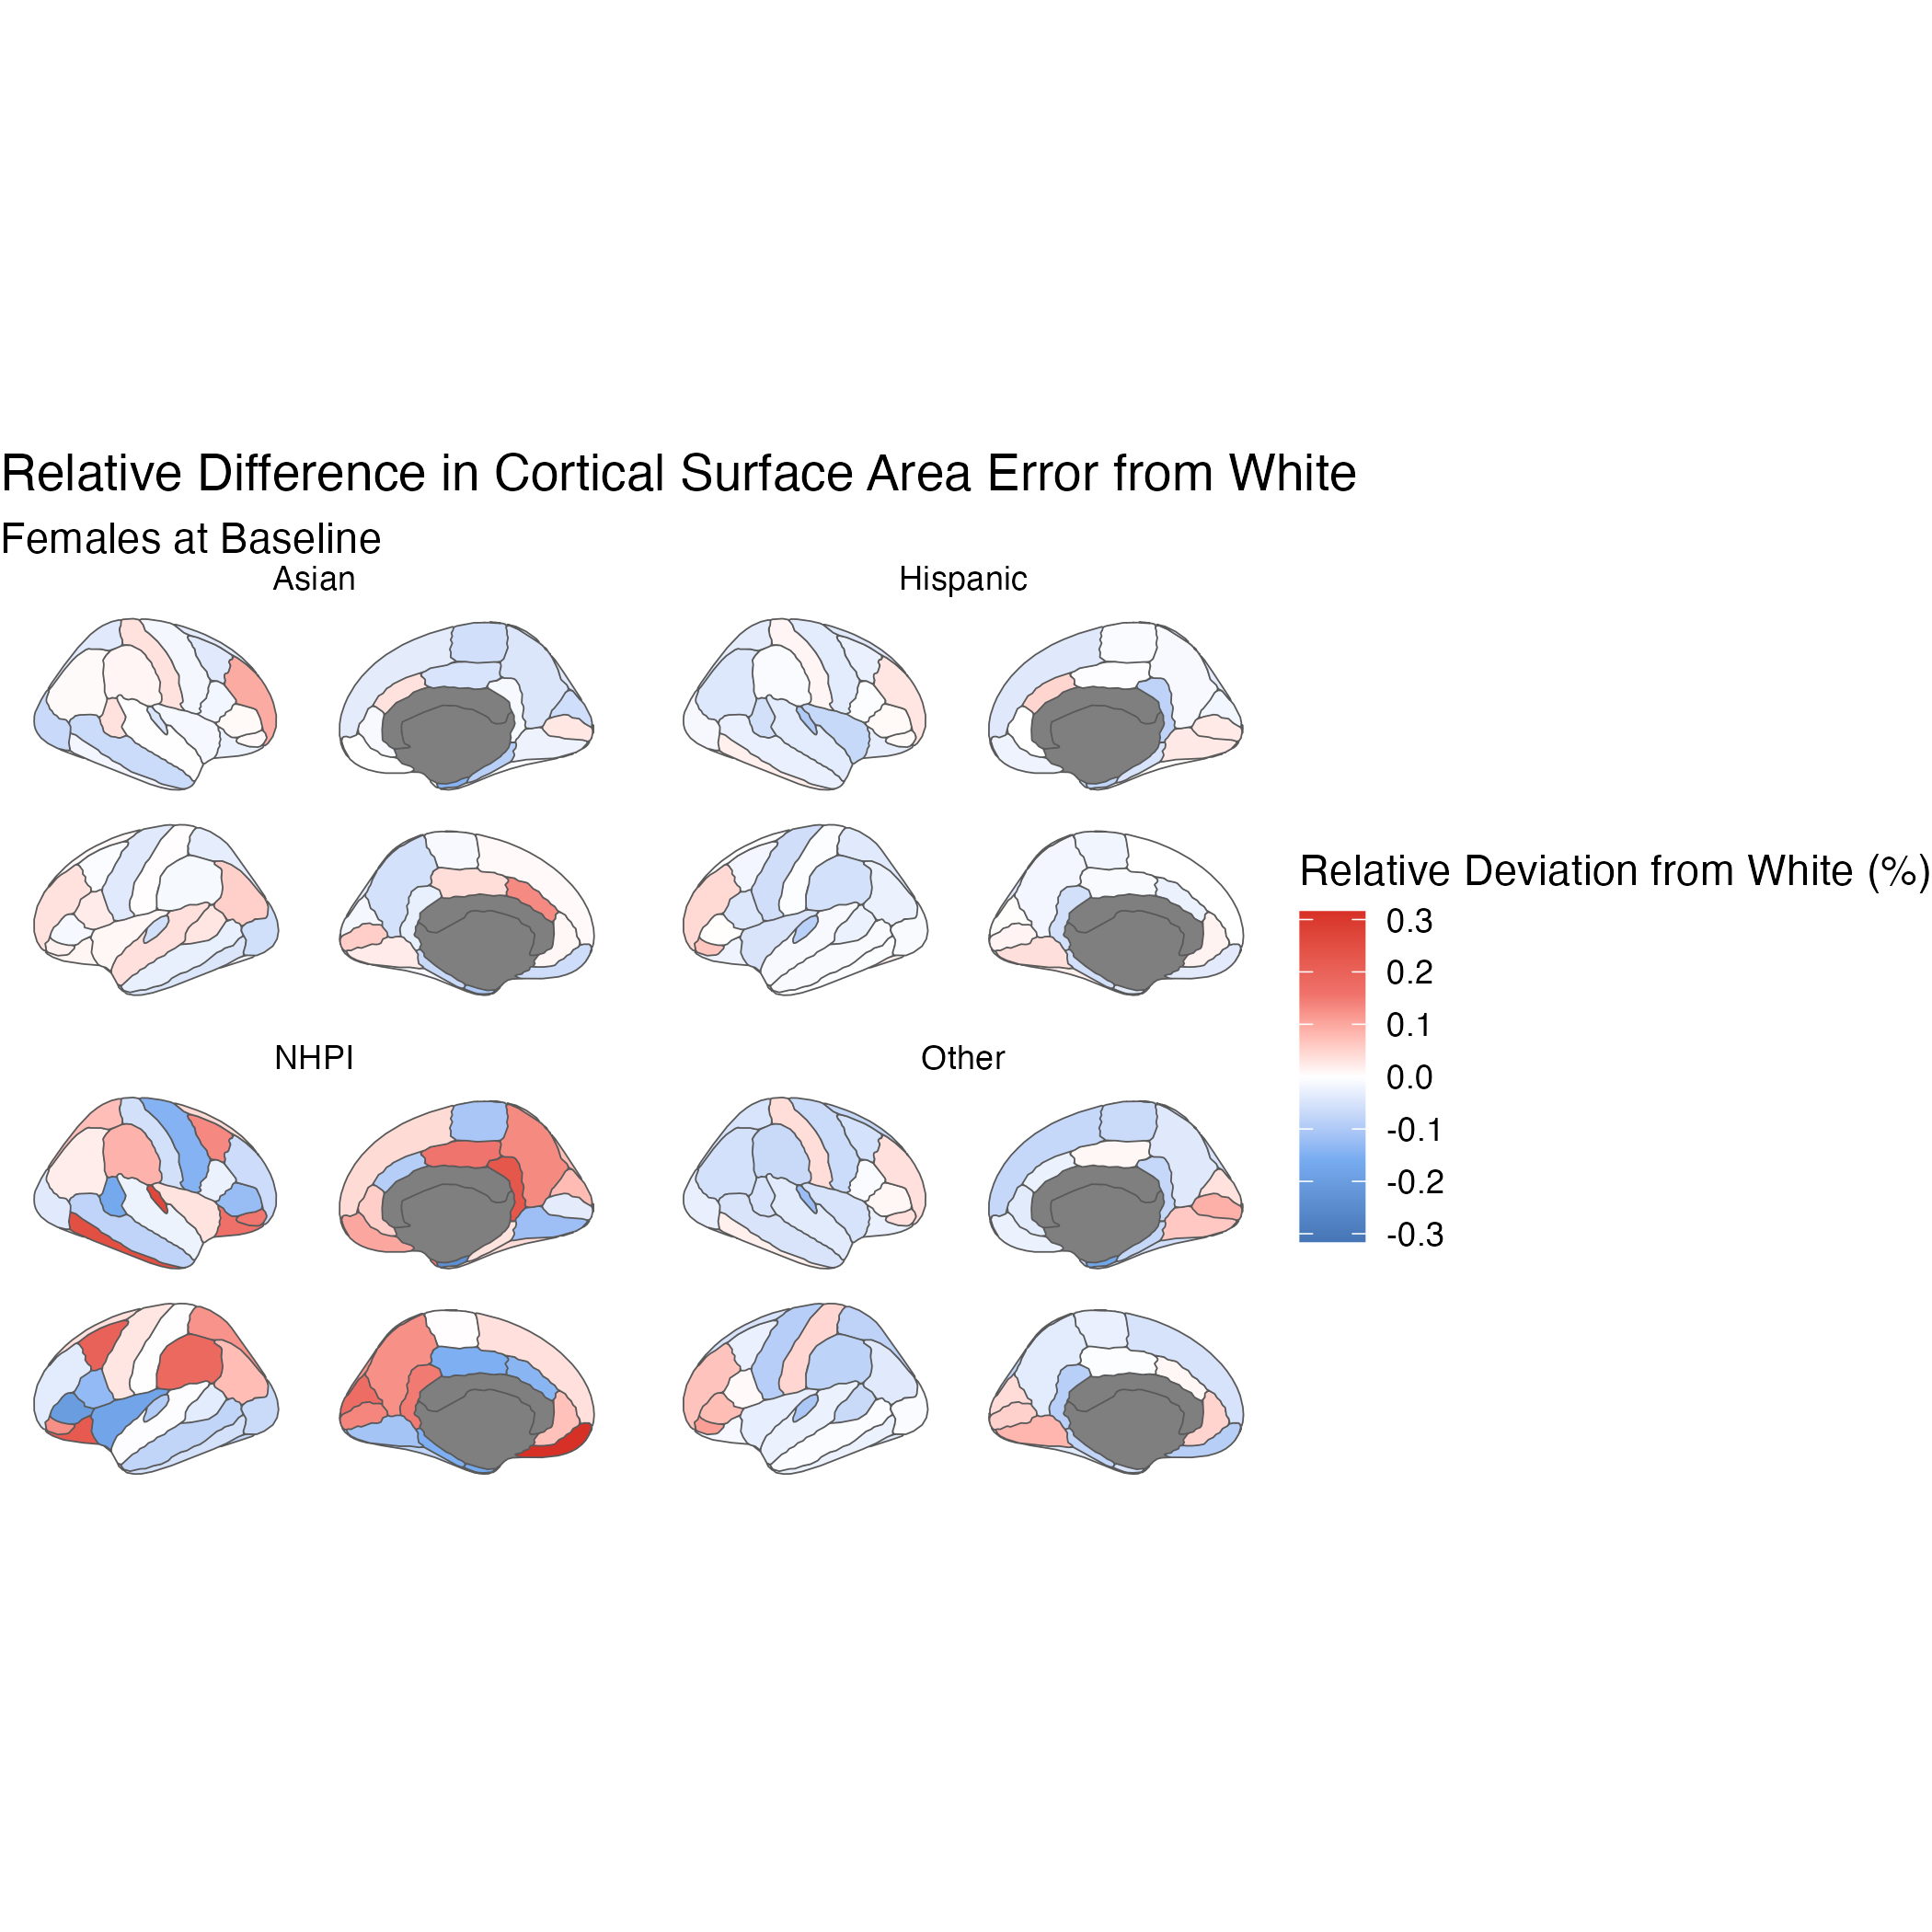 Relative Difference in Cortical Surface Area Error from White
Females at Baseline
Asian
Hispanic
NHPI
Other
Relative Deviation from White (%)
0.3
0.2
0.1
0.0
-0.1
-0.2
-0.3